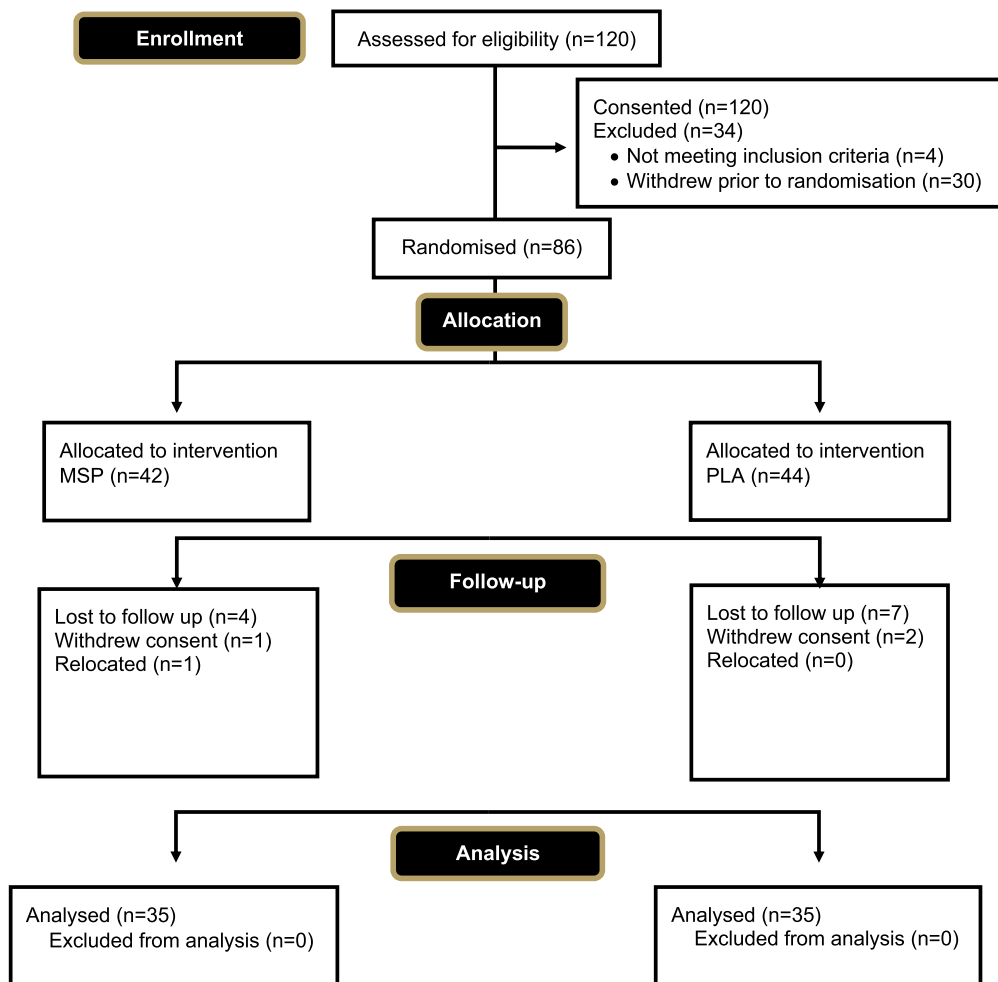 Enrollment
Assessed for eligibility (n=120)
Consented (n=120)
Excluded (n=34)
• Not meeting inclusion criteria (n=4)
• Withdrew prior to randomisation (n=30)
Randomised (n=86)
Allocation
Allocated to intervention
MSP (n=42)
Allocated to intervention
PLA (n=44)
Follow-up
Lost to follow up (n=4)
Withdrew consent (n=1)
Relocated (n=1)
Lost to follow up (n=7)
Withdrew consent (n=2)
Relocated (n=0)
Analysis
Analysed (n=35)
Excluded from analysis (n=0)
Analysed (n=35)
Excluded from analysis (n=0)